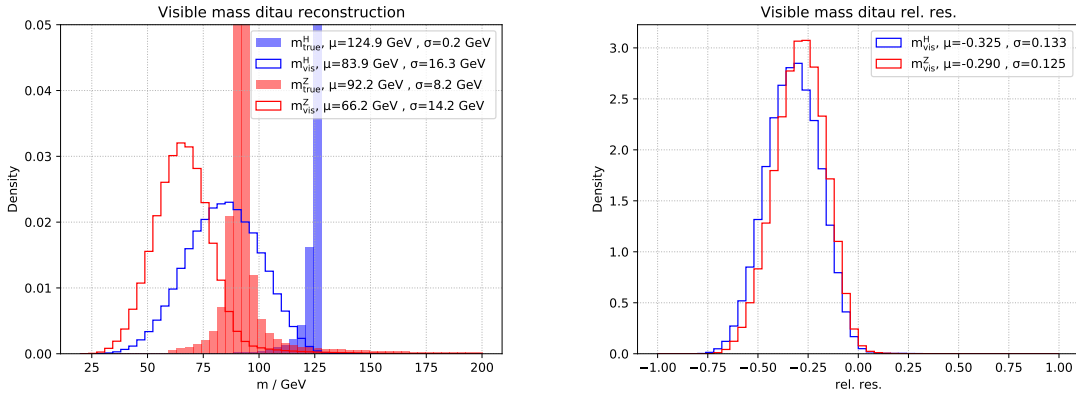 Visible mass ditau reconstruction
m^H_true, μ=124.9 GeV , σ=0.2 GeV
m^H_vis, μ=83.9 GeV , σ=16.3 GeV
m^Z_true, μ=92.2 GeV , σ=8.2 GeV
m^Z_vis, μ=66.2 GeV , σ=14.2 GeV
0.05
0.04
0.03
0.02
0.01
0.00
Density
25 50 75 100 125 150 175 200
m / GeV
Visible mass ditau rel. res.
m^H_vis, μ=-0.325 , σ=0.133
m^Z_vis, μ=-0.290 , σ=0.125
3.0
2.5
2.0
1.5
1.0
0.5
0.0
Density
−1.00 −0.75 −0.50 −0.25 0.00 0.25 0.50 0.75 1.00
rel. res.